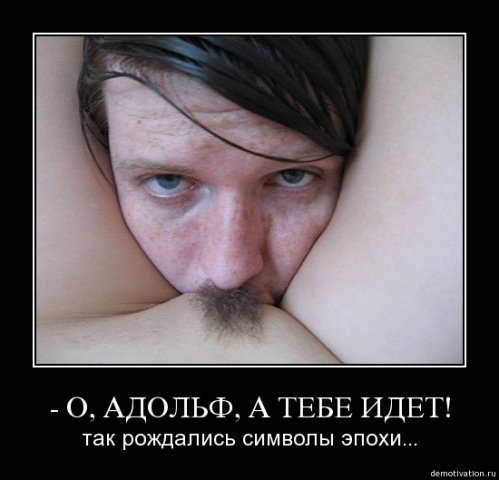 - О, АДОЛЬФ, А ТЕБЕ ИДЕТ!
так рождались символы эпохи...
demotivation.ru